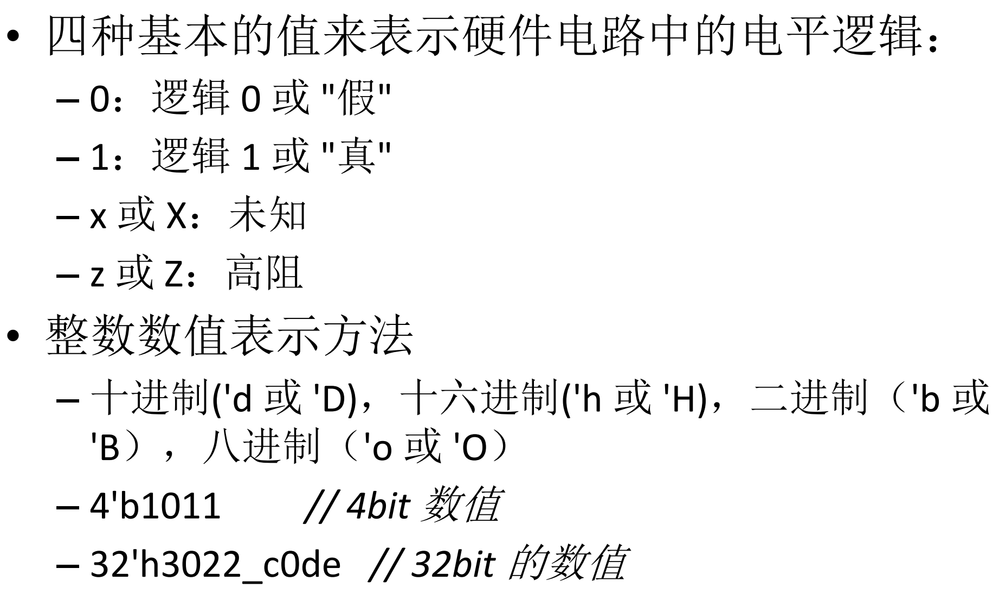 • 四种基本的值来表示硬件电路中的电平逻辑：
– 0： 逻辑 0 或 "假"
– 1： 逻辑 1 或 "真"
– x 或 X： 未知
– z 或 Z： 高阻
• 整数数值表示方法
– 十进制('d 或 'D)， 十六进制('h 或 'H)， 二进制（'b 或
'B）， 八进制（'o 或 'O）
– 4'b1011 // 4bit 数值
– 32'h3022_c0de // 32bit 的数值